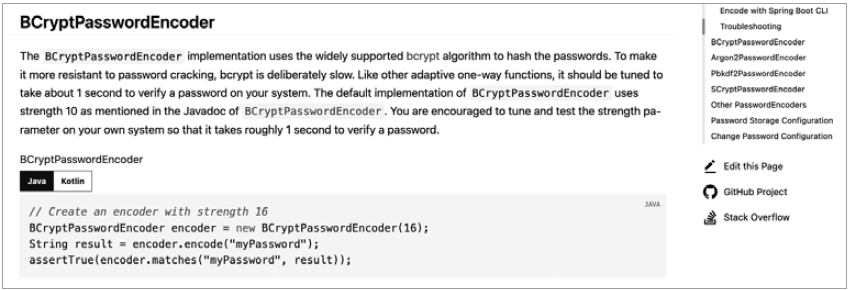 BCryptPasswordEncoder
The BCryptPasswordEncoder implementation uses the widely supported bcrypt algorithm to hash the passwords. To make
it more resistant to password cracking, bcrypt is deliberately slow. Like other adaptive one-way functions, it should be tuned to
take about 1 second to verify a password on your system. The default implementation of BCryptPasswordEncoder uses
strength 10 as mentioned in the Javadoc of BCryptPasswordEncoder. You are encouraged to tune and test the strength pa-
rameter on your own system so that it takes roughly 1 second to verify a password.
BCryptPasswordEncoder
Java Kotlin
JAVA
// Create an encoder with strength 16
BCryptPasswordEncoder encoder = new BCryptPasswordEncoder(16);
String result = encoder.encode("myPassword");
assertTrue(encoder.matches("myPassword", result));
Encode with Spring Boot CLI
Troubleshooting
BCryptPasswordEncoder
Argon2PasswordEncoder
Pbkdf2PasswordEncoder
SCryptPasswordEncoder
Other PasswordEncoders
Password Storage Configuration
Change Password Configuration
Edit this Page
GitHub Project
Stack Overflow